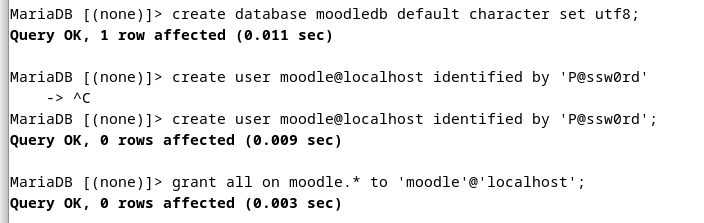 MariaDB [(none)]> create database moodledb default character set utf8;
Query OK, 1 row affected (0.011 sec)
MariaDB [(none)]> create user moodle@localhost identified by 'P@ssw0rd'
-> ^C
MariaDB [(none)]> create user moodle@localhost identified by 'P@ssw0rd';
Query OK, 0 rows affected (0.009 sec)
MariaDB [(none)]> grant all on moodle.* to 'moodle'@'localhost';
Query OK, 0 rows affected (0.003 sec)